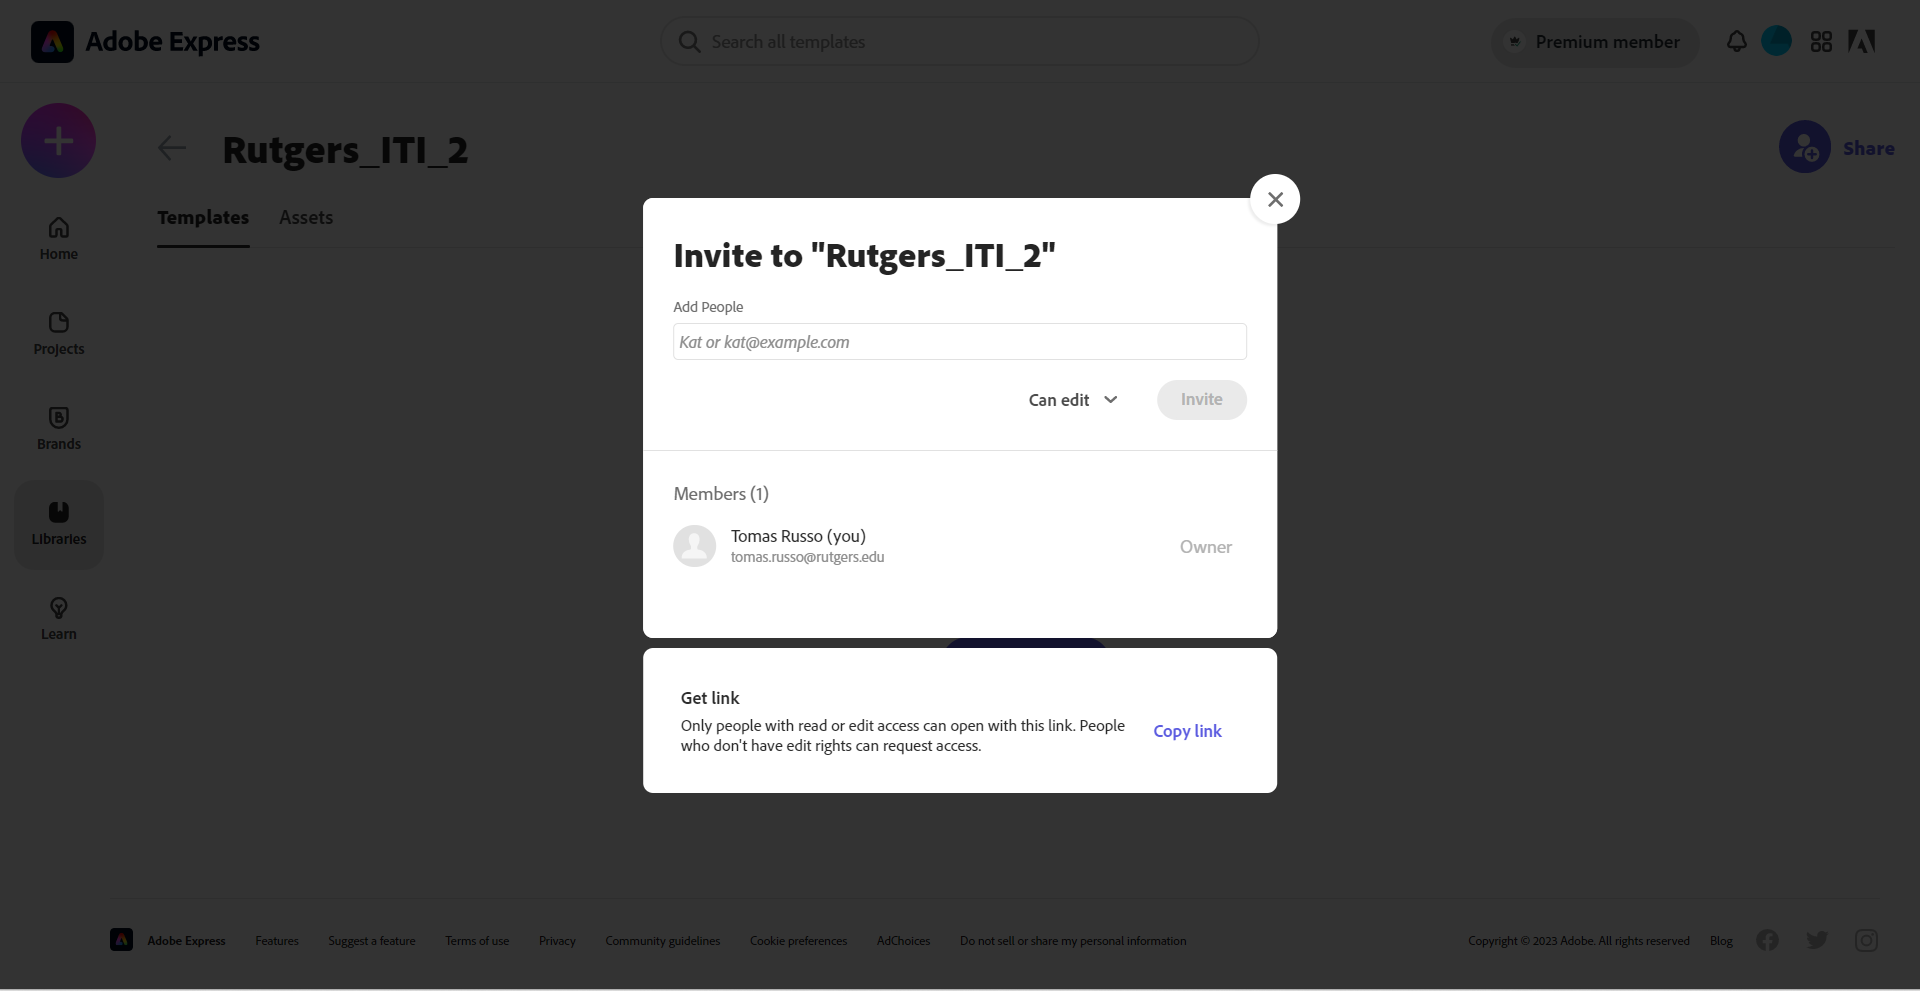 Adobe Express
Search all templates
Premium member
Rutgers_ITI_2
Share
Templates
Assets
Home
Projects
Brands
Libraries
Learn
Invite to "Rutgers_ITI_2"
Add People
Kat or kat@example.com
Can edit
Invite
Members (1)
Tomas Russo (you)
tomas.russo@rutgers.edu
Owner
Get link
Only people with read or edit access can open with this link. People
who don't have edit rights can request access.
Copy link
Adobe Express
Features
Suggest a feature
Terms of use
Privacy
Community guidelines
Cookie preferences
AdChoices
Do not sell or share my personal information
Copyright © 2023 Adobe. All rights reserved
Blog